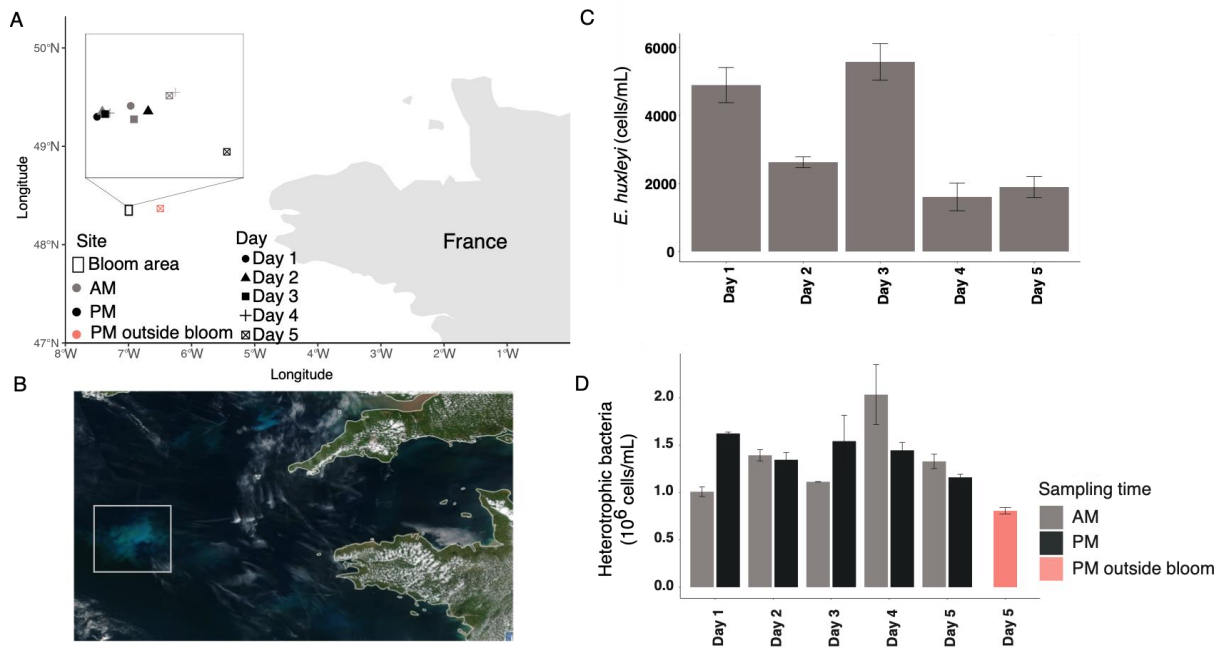 A
50°N
49°N
48°N
47°N
Longitude
Site
Bloom area
AM
PM
PM outside bloom
Day
Day 1
Day 2
Day 3
Day 4
Day 5
France
8°W
7°W
6°W
5°W
4°W
3°W
2°W
1°W
Longitude
B
C
E. huxleyi (cells/mL)
6000
4000
2000
0
Day 1
Day 2
Day 3
Day 4
Day 5
D
Heterotrophic bacteria
(10⁶ cells/mL)
2.0
1.5
1.0
0.5
0.0
Day 1
Day 2
Day 3
Day 4
Day 5
Day 5
Sampling time
AM
PM
PM outside bloom